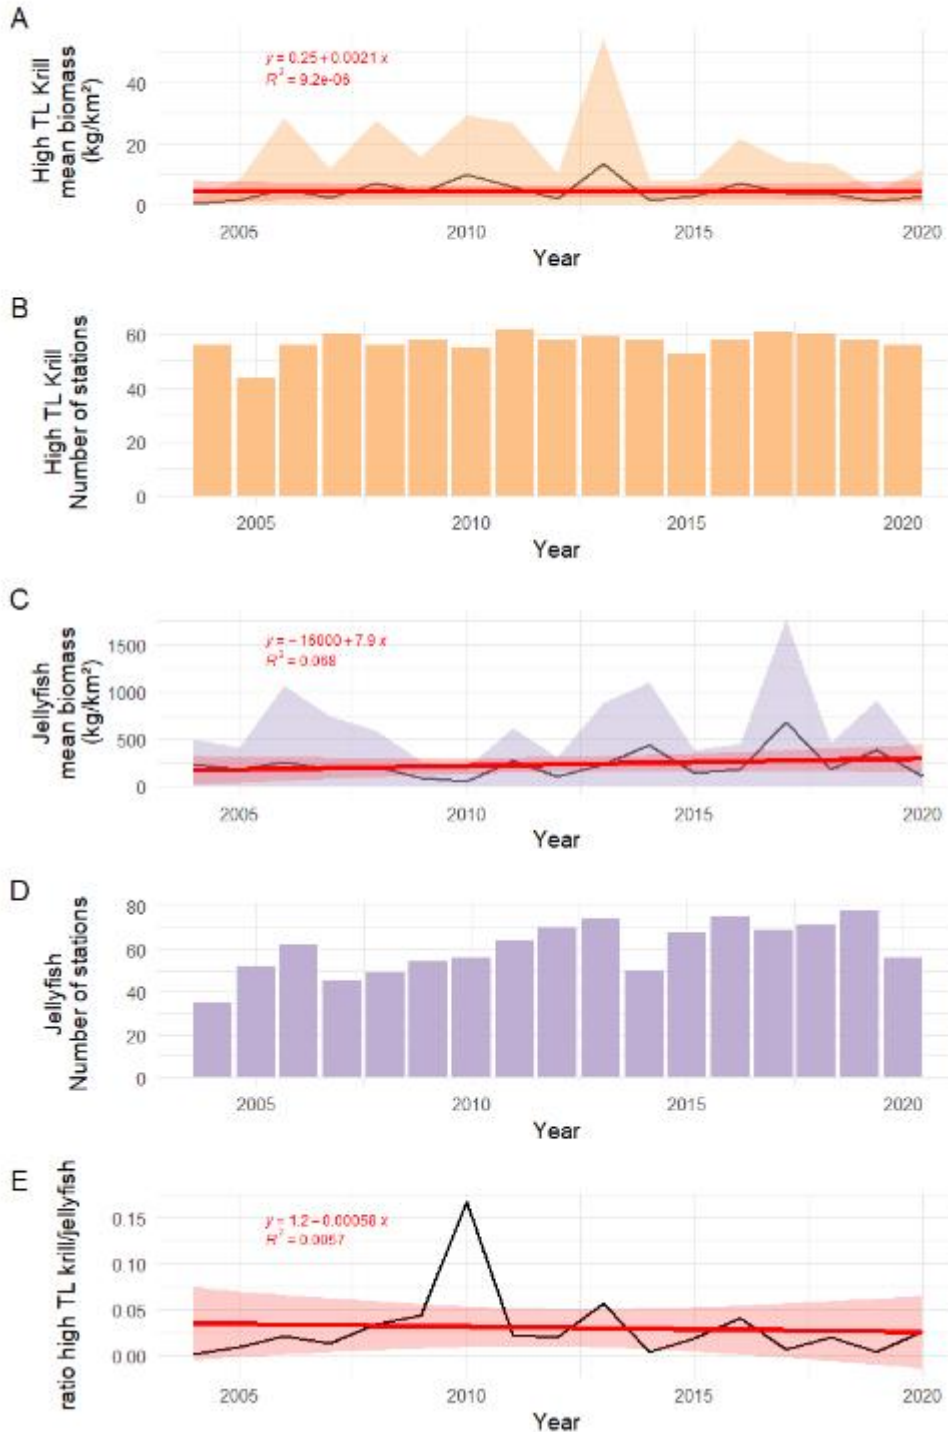 A
High TL Krill
mean biomass
(kg/km²)
y = 0.25 + 0.0021 x
R² = 9.2e-06
40
20
0
2005 2010 2015 2020
Year
B
High TL Krill
Number of stations
60
40
20
0
2005 2010 2015 2020
Year
C
Jellyfish
mean biomass
(kg/km²)
y = −16000 + 7.9 x
R² = 0.068
1500
1000
500
0
2005 2010 2015 2020
Year
D
Jellyfish
Number of stations
80
60
40
20
0
2005 2010 2015 2020
Year
E
ratio high TL krill/jellyfish
y = 1.2 − 0.00058 x
R² = 0.0057
0.15
0.10
0.05
0.00
2005 2010 2015 2020
Year